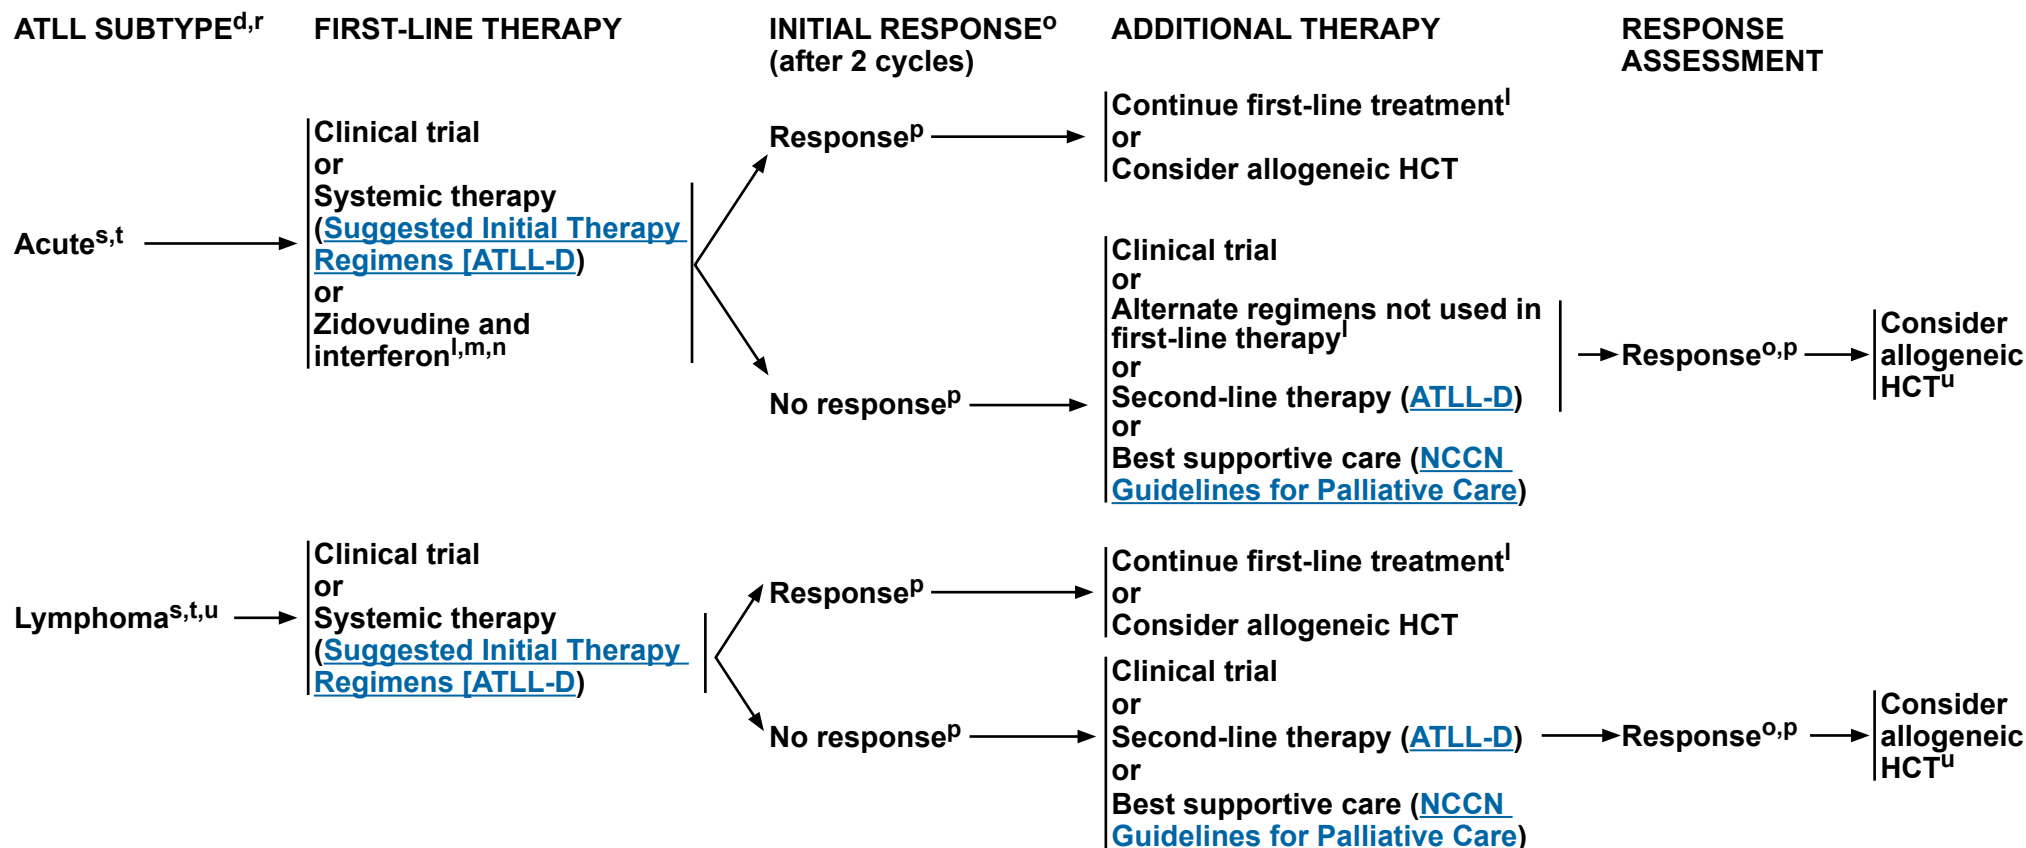 ATLL SUBTYPEd,r
FIRST-LINE THERAPY
INITIAL RESPONSEo
(after 2 cycles)
ADDITIONAL THERAPY
RESPONSE
ASSESSMENT
Acutes,t
Clinical trial
or
Systemic therapy
(Suggested Initial Therapy
Regimens [ATLL-D)
or
Zidovudine and
interferonl,m,n
Responsep
Continue first-line treatmentl
or
Consider allogeneic HCT
No responsep
Clinical trial
or
Alternate regimens not used in
first-line therapyl
or
Second-line therapy (ATLL-D)
or
Best supportive care (NCCN
Guidelines for Palliative Care)
Responseo,p
Consider
allogeneic
HCTu
Lymphomas,t,u
Clinical trial
or
Systemic therapy
(Suggested Initial Therapy
Regimens [ATLL-D)
Responsep
Continue first-line treatmentl
or
Consider allogeneic HCT
No responsep
Clinical trial
or
Second-line therapy (ATLL-D)
or
Best supportive care (NCCN
Guidelines for Palliative Care)
Responseo,p
Consider
allogeneic
HCTu